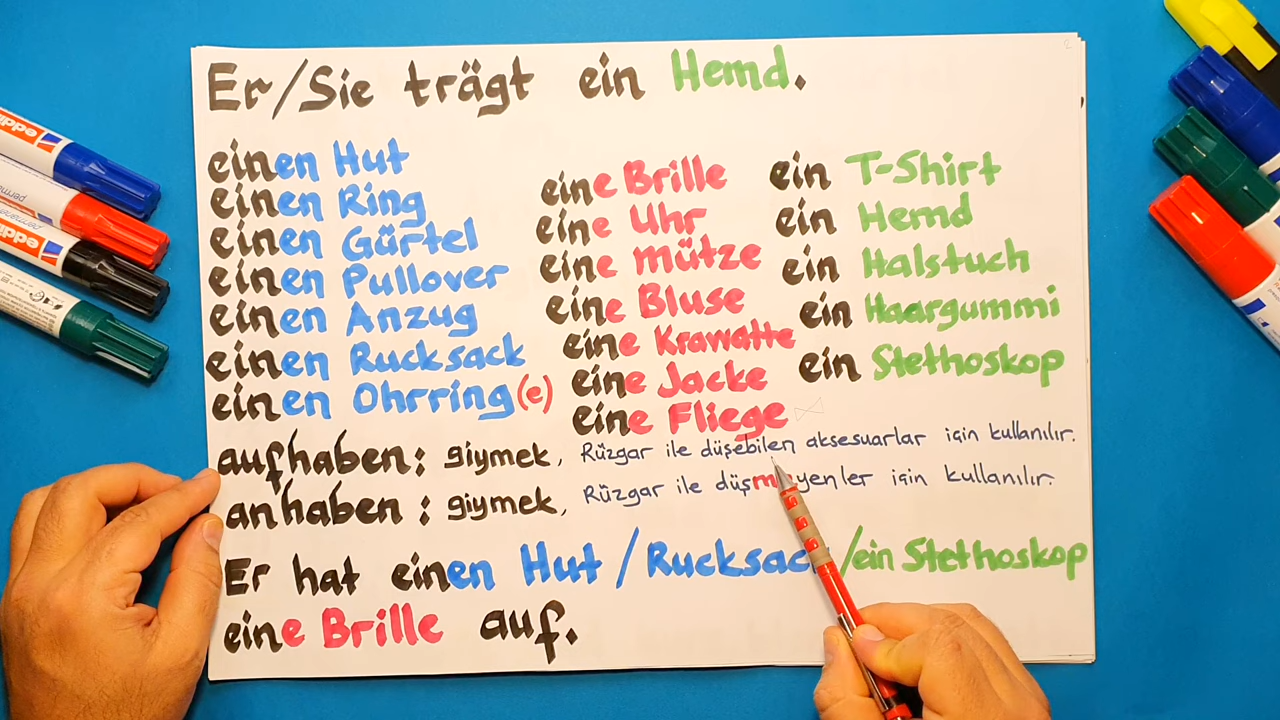 Er/Sie trägt ein Hemd.
einen Hut
einen Ring
einen Gürtel
einen Pullover
einen Anzug
einen Rucksack
einen Ohrring(e)
eine Brille
eine Uhr
eine Mütze
eine Bluse
eine Krawatte
eine Jacke
eine Fliege
ein T-Shirt
ein Hemd
ein Halstuch
ein Haargummi
ein Stethoskop
aufhaben: giymek, Rüzgar ile düşebilen aksesuarlar için kullanılır.
anhaben: giymek, Rüzgar ile için kullanılır.
Er hat einen Hut / Rucksack /ein Stethoskop
eine Brille auf.
edding
edding
permanent